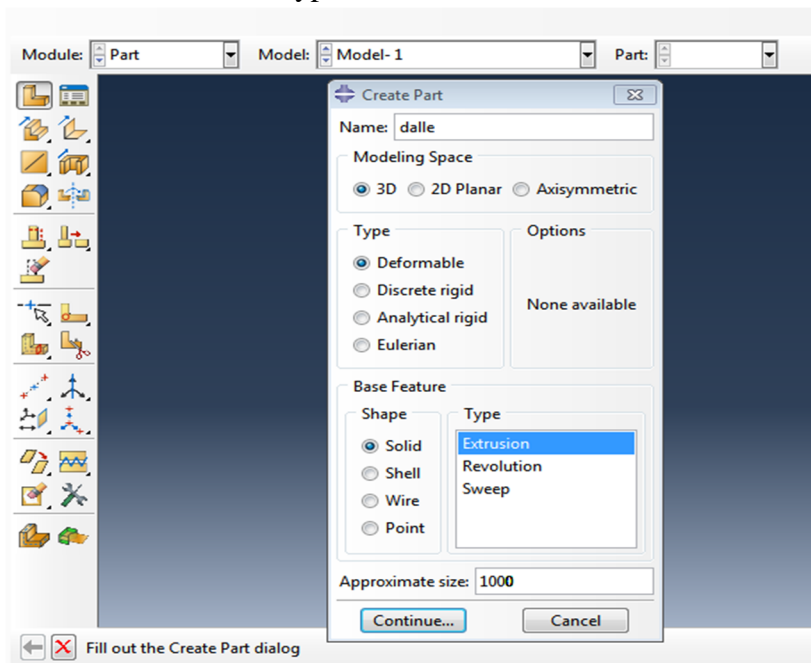 Module: Part Model: Model-1 Part:
Create Part
Name: dalle
Modeling Space
3D 2D Planar Axisymmetric
Type
Deformable
Discrete rigid
Analytical rigid
Eulerian
Options
None available
Base Feature
Shape
Solid
Shell
Wire
Point
Type
Extrusion
Revolution
Sweep
Approximate size: 1000
Continue... Cancel
Fill out the Create Part dialog